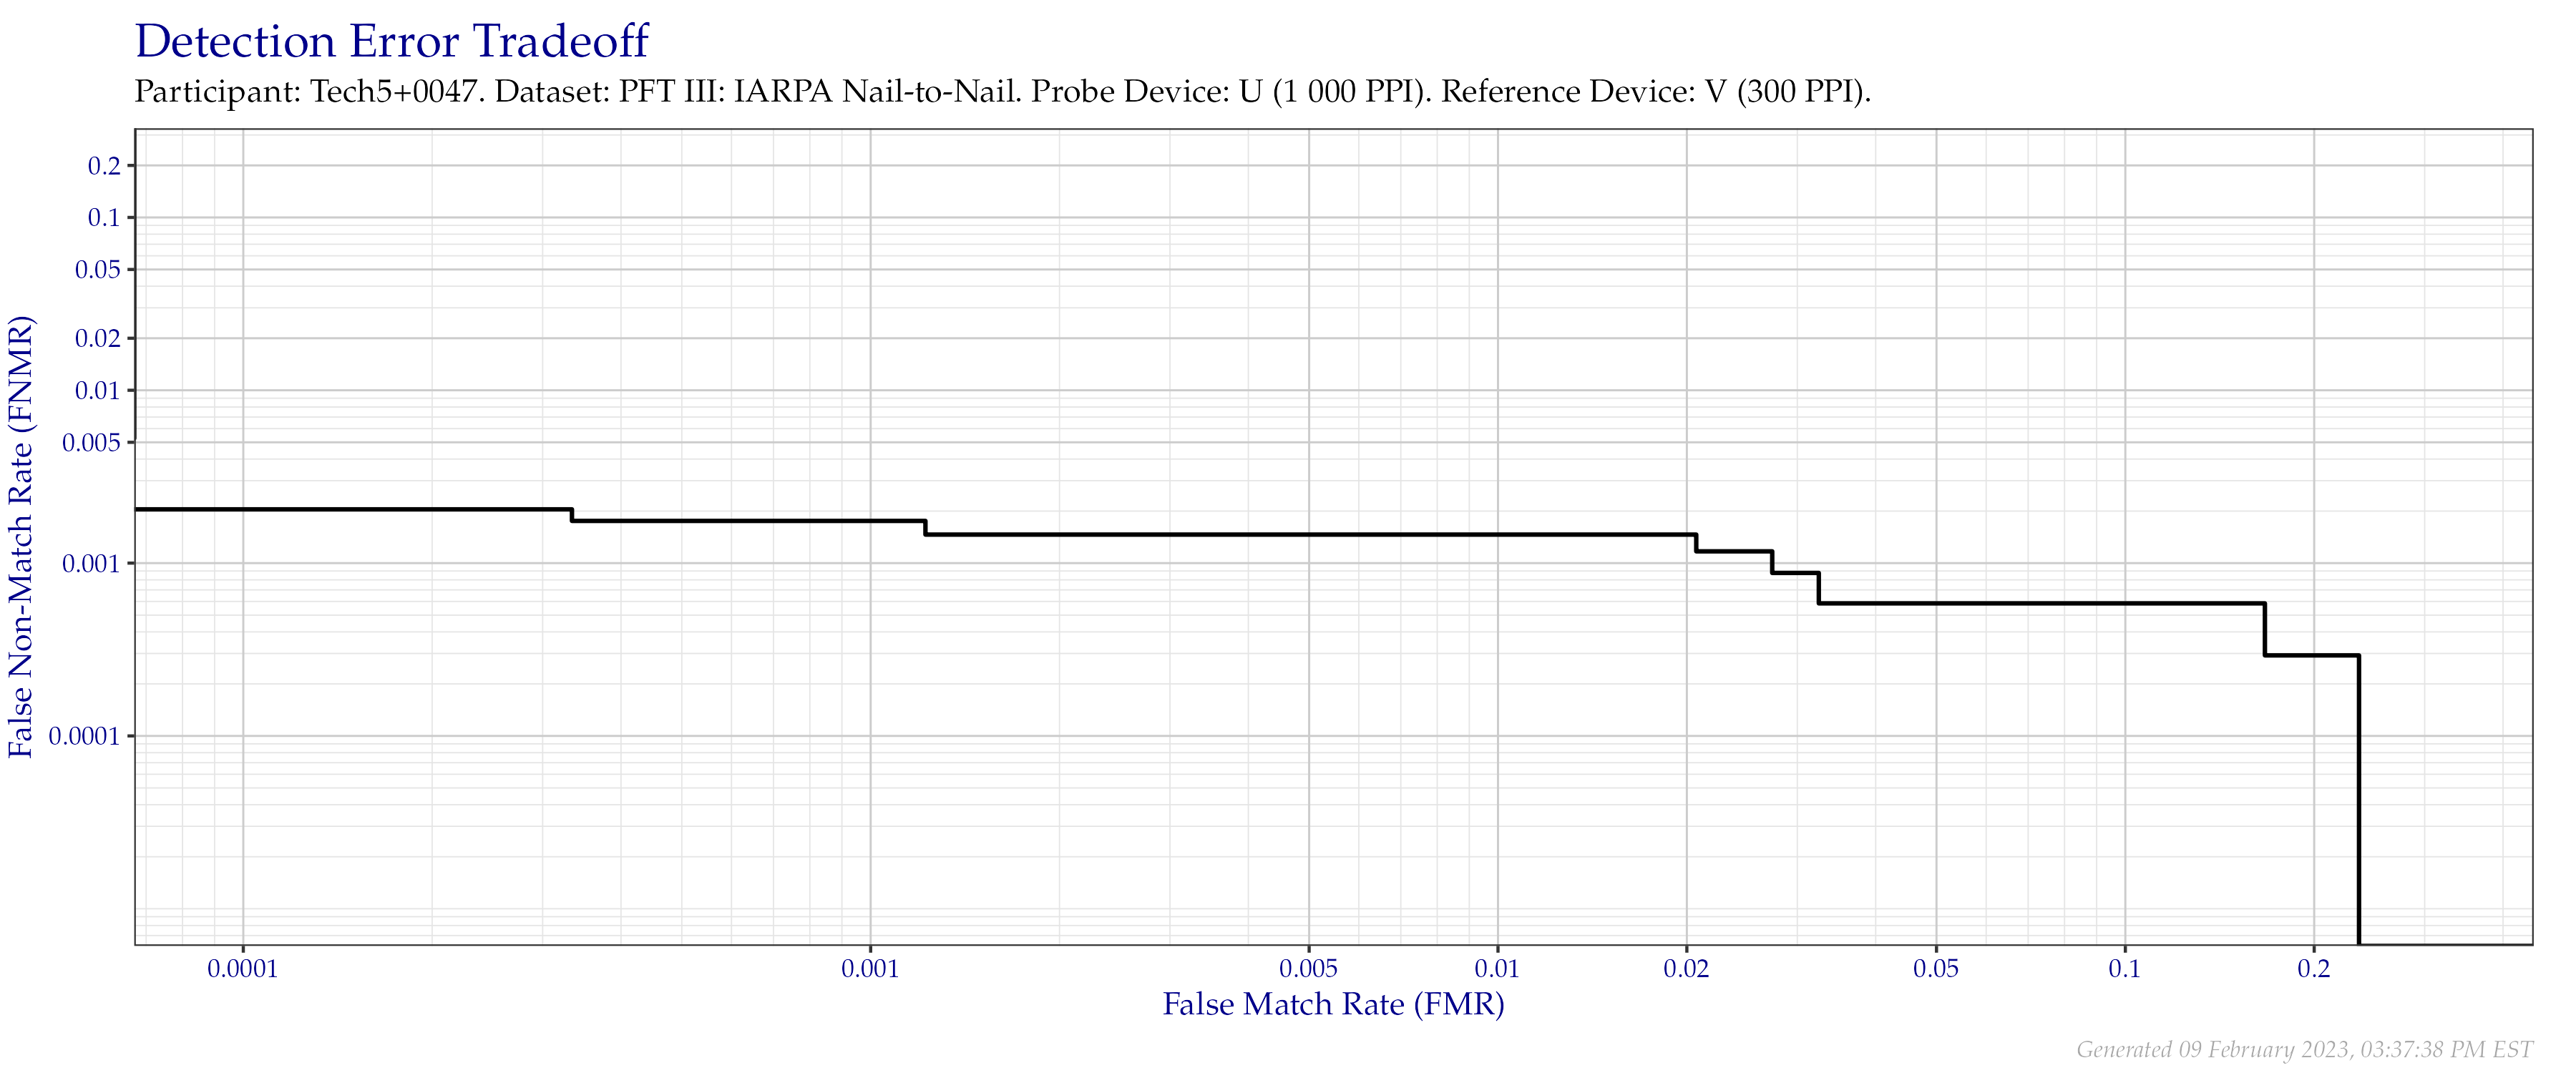 Detection Error Tradeoff
Participant: Tech5+0047. Dataset: PFT III: IARPA Nail-to-Nail. Probe Device: U (1 000 PPI). Reference Device: V (300 PPI).
False Non-Match Rate (FNMR)
0.2
0.1
0.05
0.02
0.01
0.005
0.001
0.0001
0.0001 0.001 0.005 0.01 0.02 0.05 0.1 0.2
False Match Rate (FMR)
Generated 09 February 2023, 03:37:38 PM EST